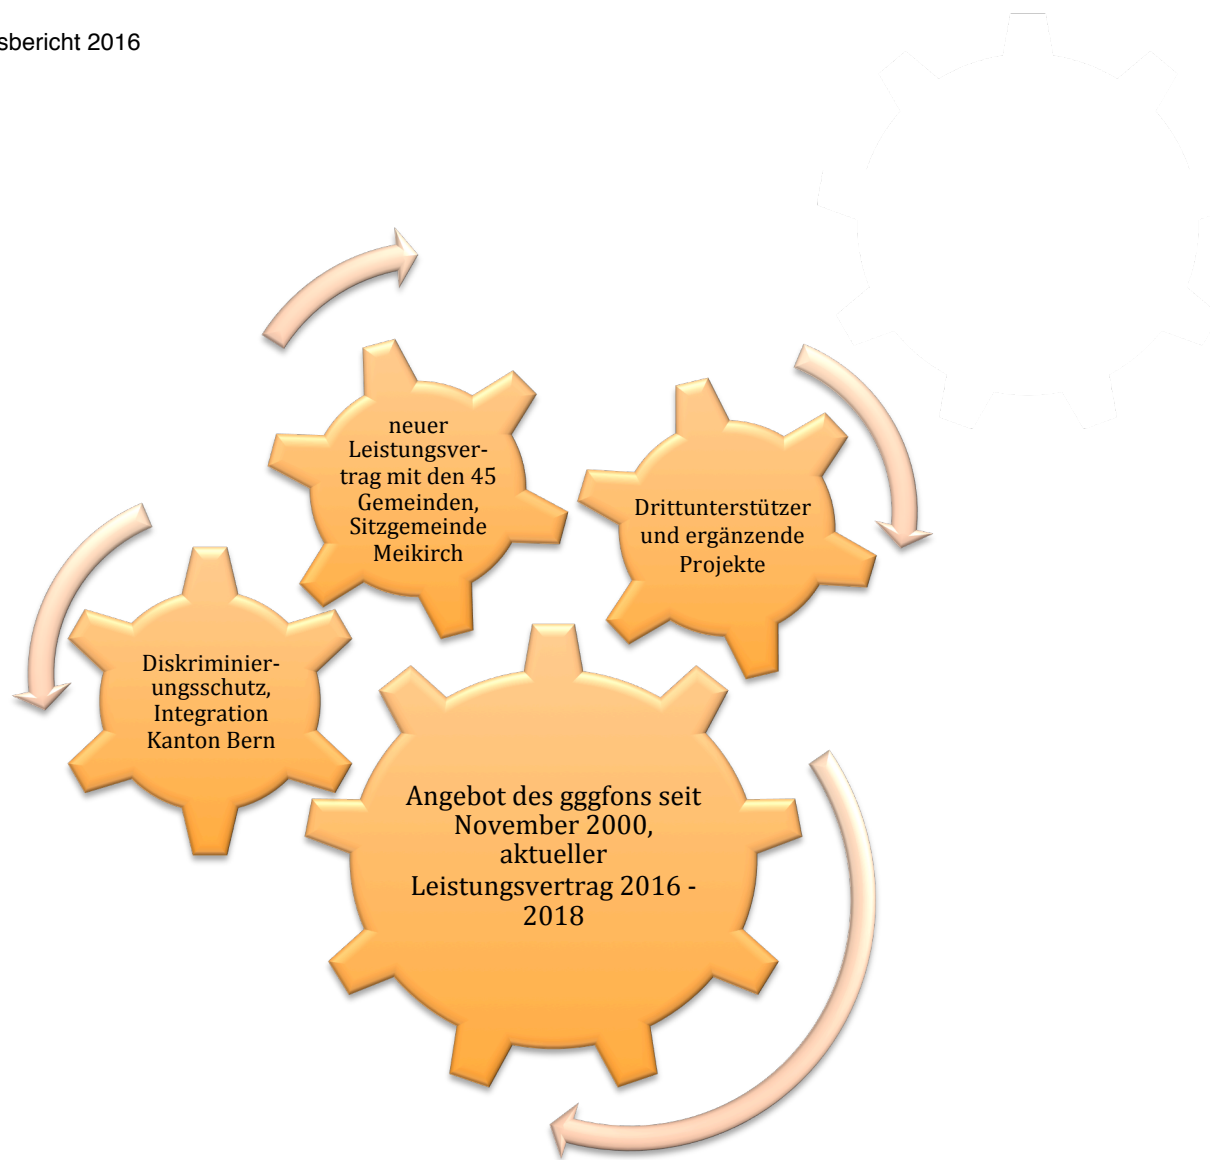 sbericht 2016
neuer
Leistungsver-
trag mit den 45
Gemeinden,
Sitzgemeinde
Meikirch
Drittunterstützer
und ergänzende
Projekte
Diskriminier-
ungsschutz,
Integration
Kanton Bern
Angebot des gggfons seit
November 2000,
aktueller
Leistungsvertrag 2016 -
2018